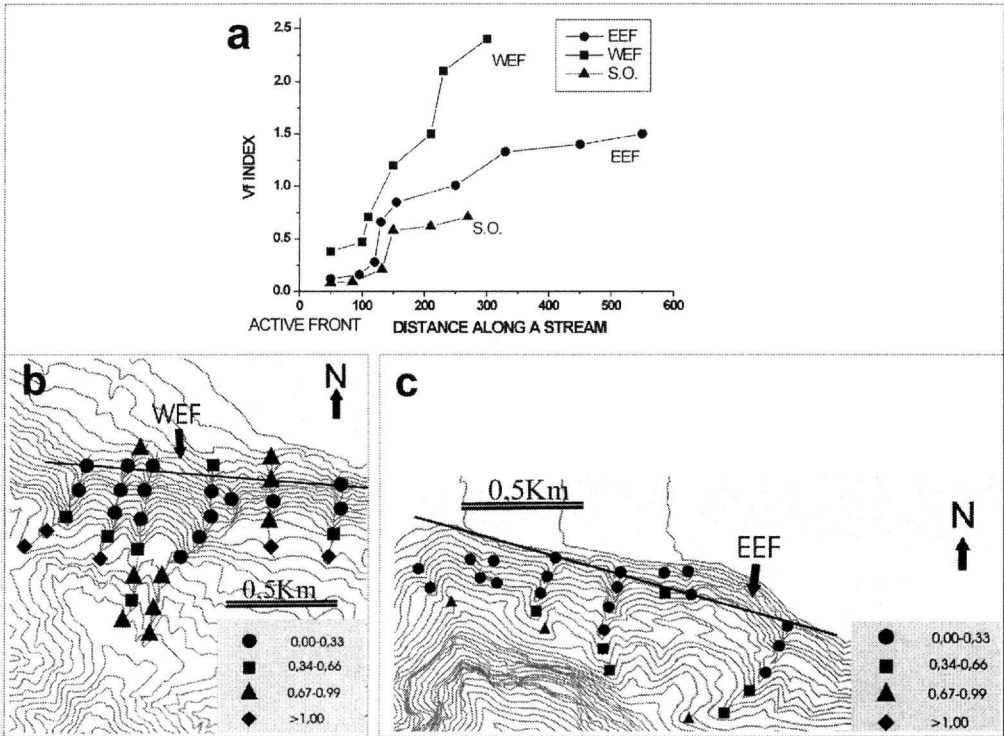 a
2.5
2.0
1.5
1.0
0.5
0.0
Vf INDEX
WEF
EEF
S.O.
EEF
WEF
S.O.
0 100 200 300 400 500 600
ACTIVE FRONT DISTANCE ALONG A STREAM
b
WEF
N
0,5Km
0,00-0,33
0,34-0,66
0,67-0,99
>1,00
c
0,5Km
N
EEF
0,00-0,33
0,34-0,66
0,67-0,99
>1,00